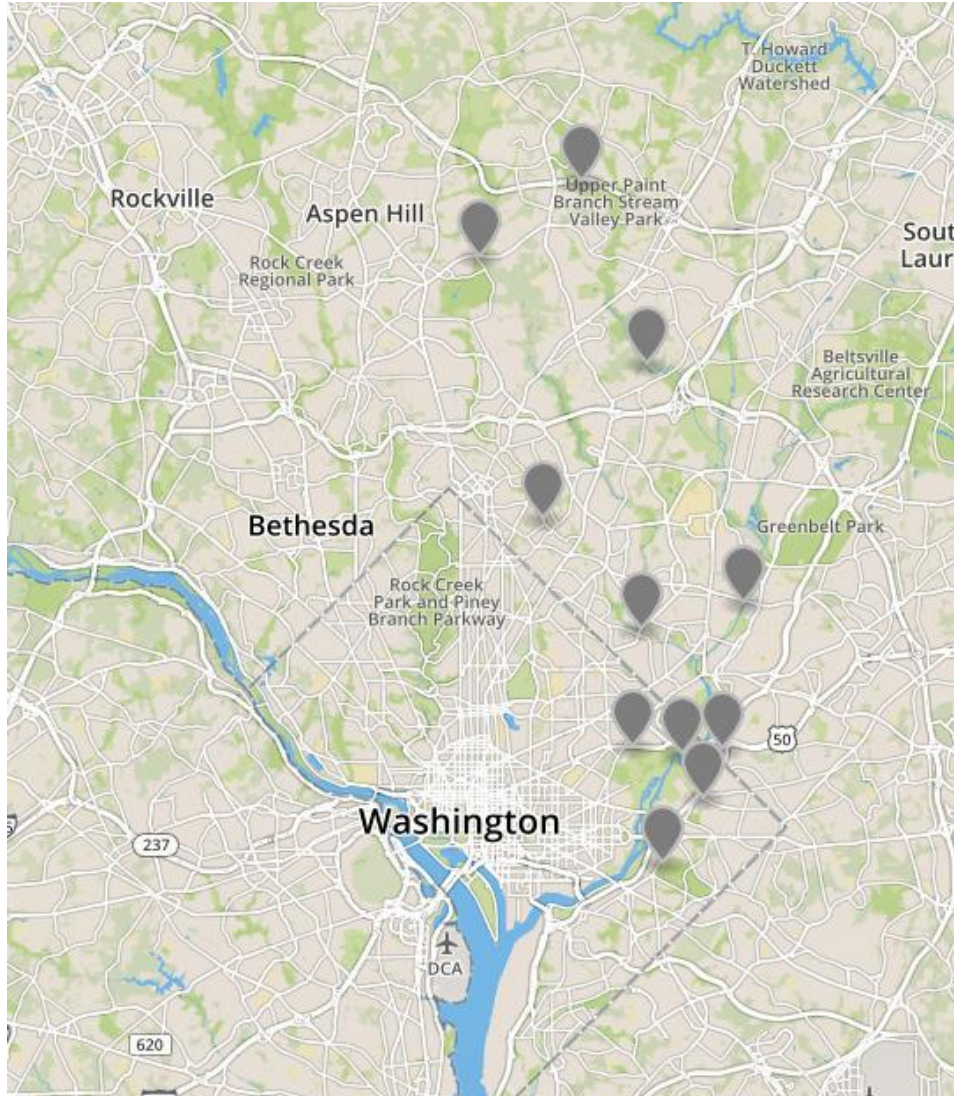 T. Howard
Duckett
Watershed
Upper Paint
Branch Stream
Valley Park
Rockville
Aspen Hill
Rock Creek
Regional Park
Sout
Laur
Beltsville
Agricultural
Research Center
Bethesda
Greenbelt Park
Rock Creek
Park and Piney
Branch Parkway
50
Washington
237
DCA
620